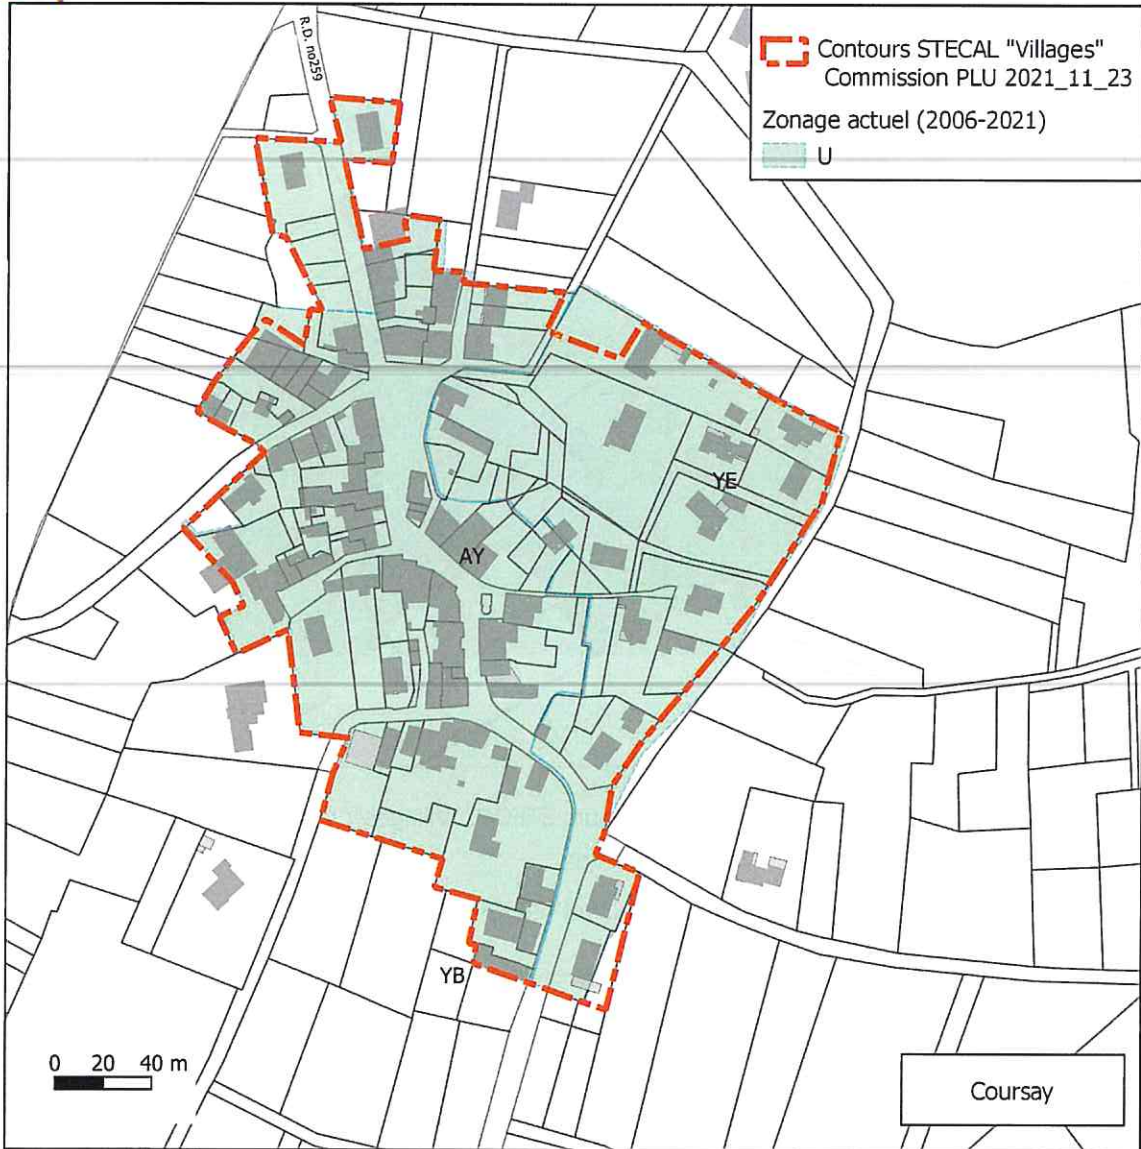 R.D. no259
Contours STECAL "Villages"
Commission PLU 2021_11_23
Zonage actuel (2006-2021)
U
YE
AY
YB
0 20 40 m
Coursay